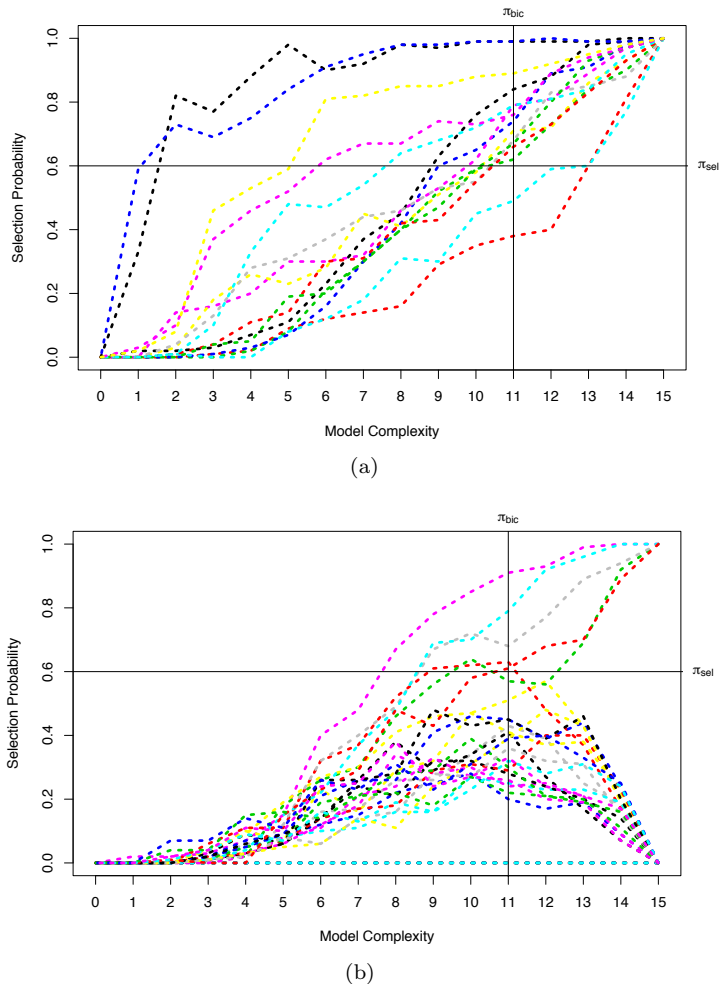 π_bic
1.0
0.8
0.6
0.4
0.2
0.0
Selection Probability
π_sel
0 1 2 3 4 5 6 7 8 9 10 11 12 13 14 15
Model Complexity
(a)
π_bic
1.0
0.8
0.6
0.4
0.2
0.0
Selection Probability
π_sel
0 1 2 3 4 5 6 7 8 9 10 11 12 13 14 15
Model Complexity
(b)